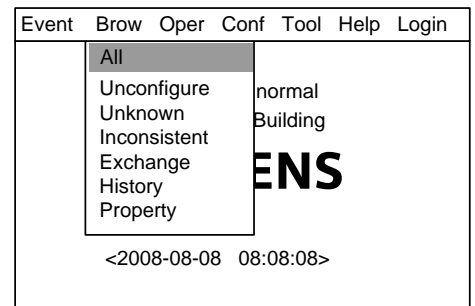 Event Brow Oper Conf Tool Help Login
All
Unconfigure
Unknown
Inconsistent
Exchange
History
Property
ormal
Building
ENS
<2008-08-08 08:08:08>